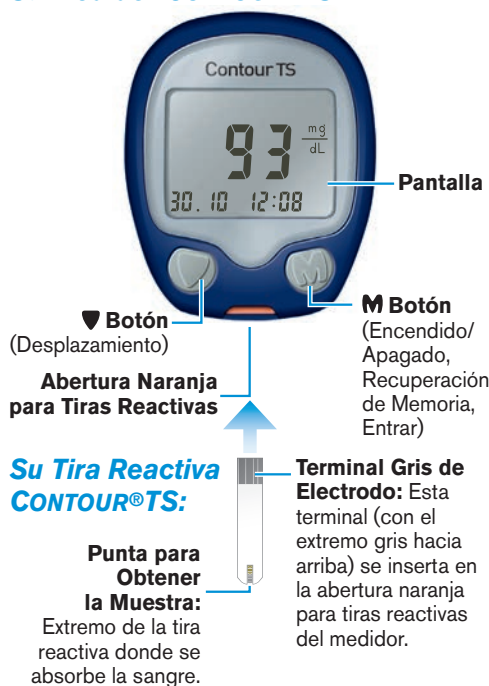 Contour TS
93 mg/dL
30.10 12:08
Pantalla
Botón
(Desplazamiento)
M Botón
(Encendido/
Apagado,
Recuperación
de Memoria,
Entrar)
Abertura Naranja
para Tiras Reactivas
Su Tira Reactiva
CONTOUR®TS:
Terminal Gris de
Electrodo: Esta
terminal (con el
extremo gris hacia
arriba) se inserta en
la abertura naranja
para tiras reactivas
del medidor.
Punta para
Obtener
la Muestra:
Extremo de la tira
reactiva donde se
absorbe la sangre.